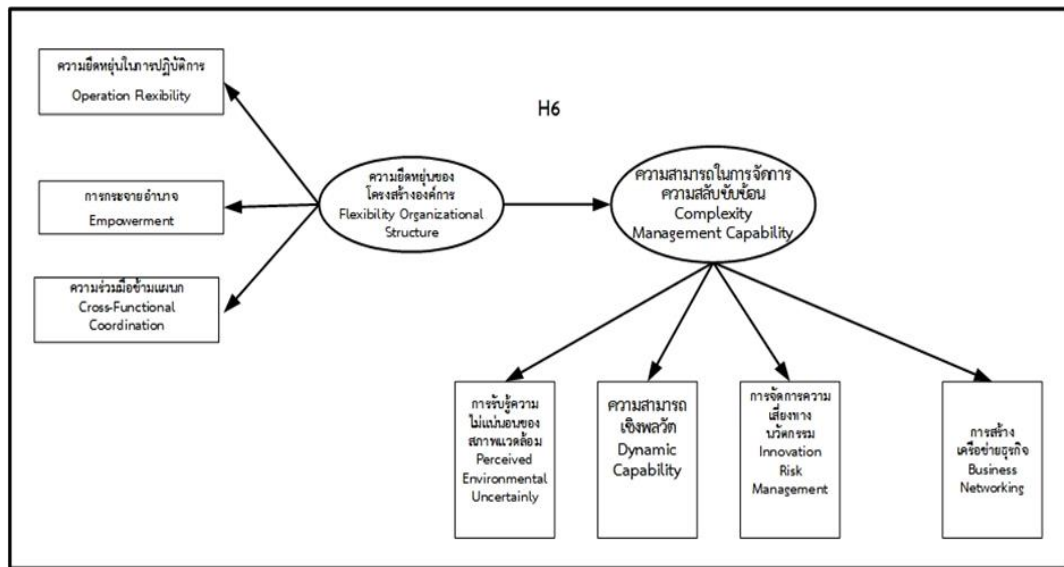 ความยืดหยุ่นในการปฏิบัติการ
Operation Flexibility
H6
ความยืดหยุ่นของ
โครงสร้างองค์การ
Flexibility Organizational
Structure
ความสามารถในการจัดการ
ความสลับซับซ้อน
Complexity
Management Capability
การกระจายอำนาจ
Empowerment
ความร่วมมือข้ามแผนก
Cross-Functional
Coordination
การรับรู้ความ
ไม่แน่นอนของ
สภาพแวดล้อม
Perceived
Environmental
Uncertainly
ความสามารถ
เชิงพลวัต
Dynamic
Capability
การจัดการความ
เสี่ยงทาง
นวัตกรรม
Innovation
Risk
Management
การสร้าง
เครือข่ายธุรกิจ
Business
Networking